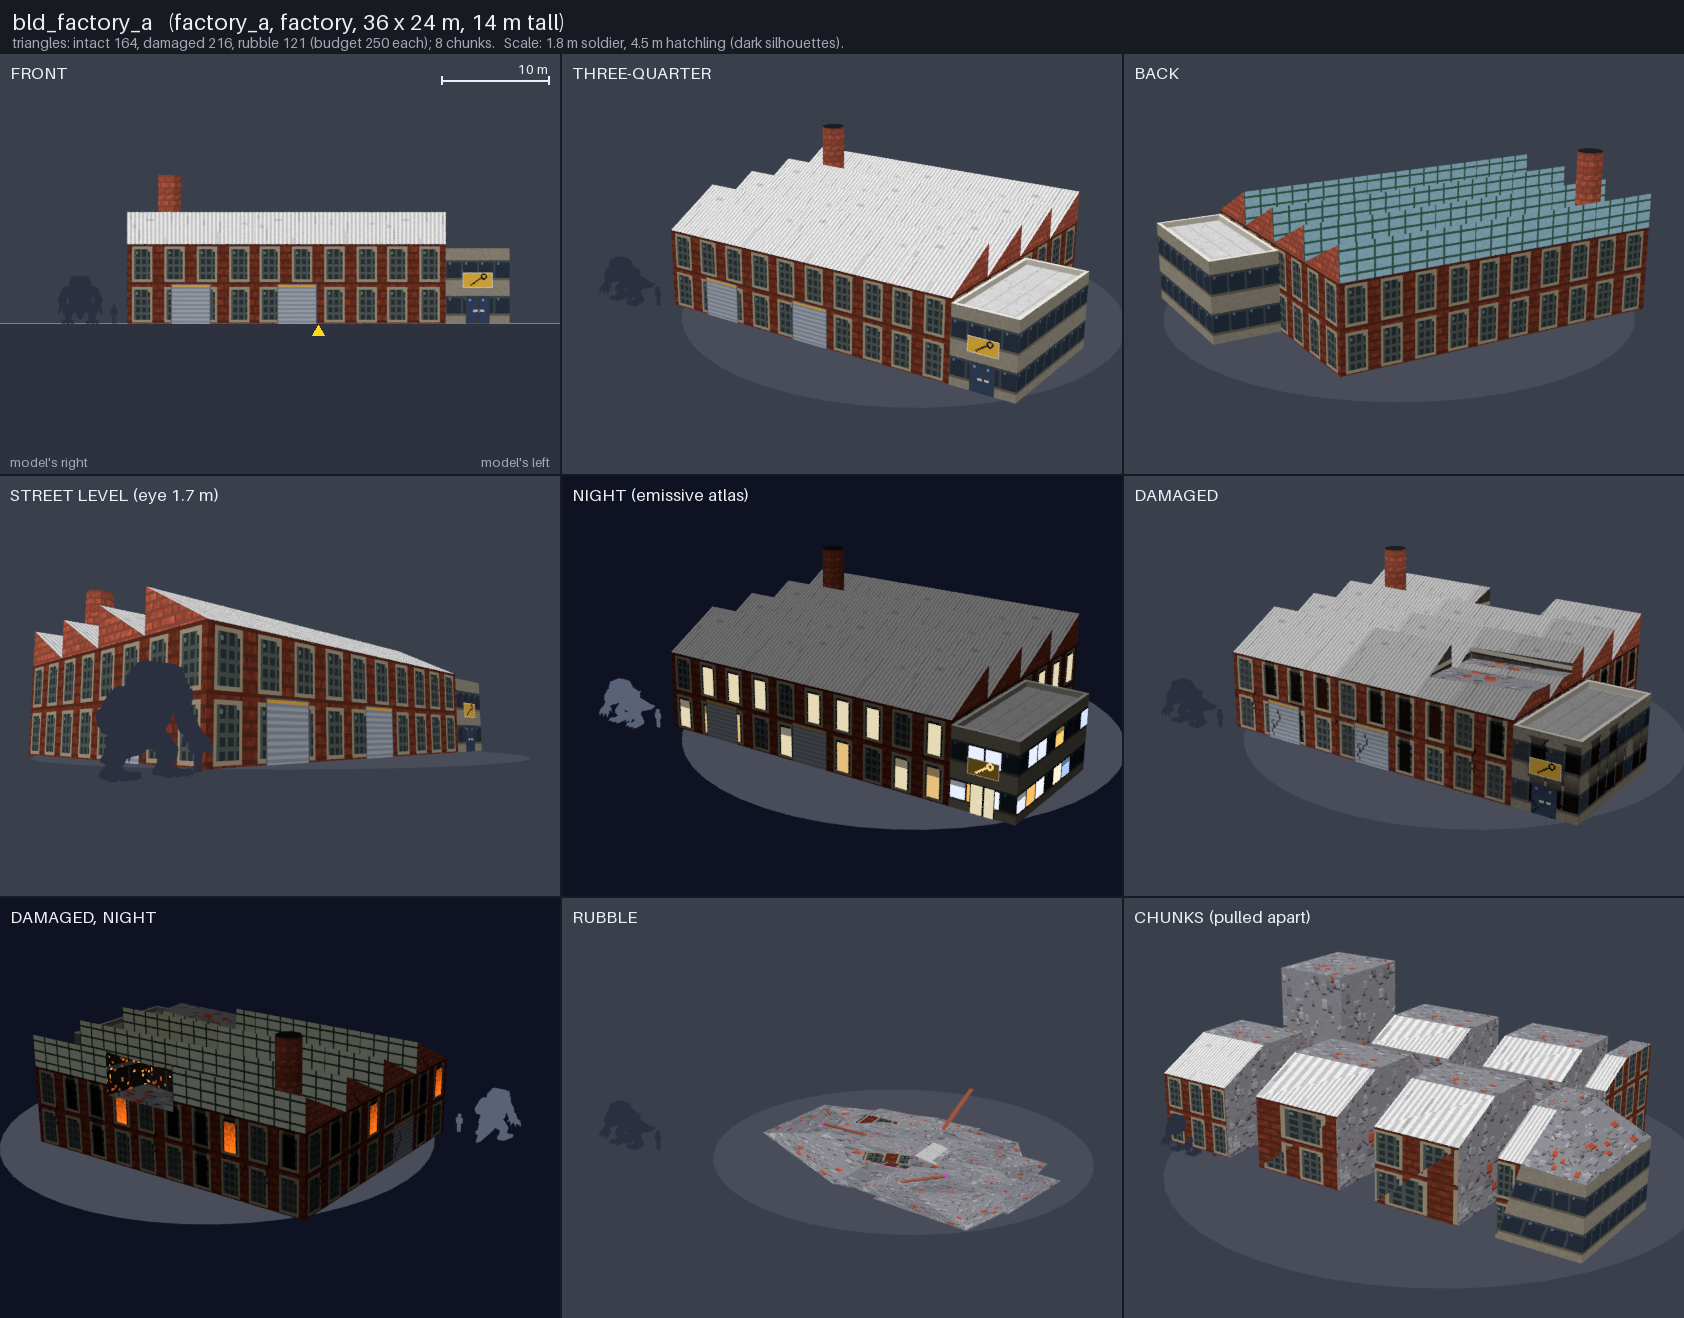 bld_factory_a (factory_a, factory, 36 x 24 m, 14 m tall)
triangles: intact 164, damaged 216, rubble 121 (budget 250 each); 8 chunks. Scale: 1.8 m soldier, 4.5 m hatchling (dark silhouettes).
FRONT
10 m
model's right
model's left
THREE-QUARTER
BACK
STREET LEVEL (eye 1.7 m)
NIGHT (emissive atlas)
DAMAGED
DAMAGED, NIGHT
RUBBLE
CHUNKS (pulled apart)